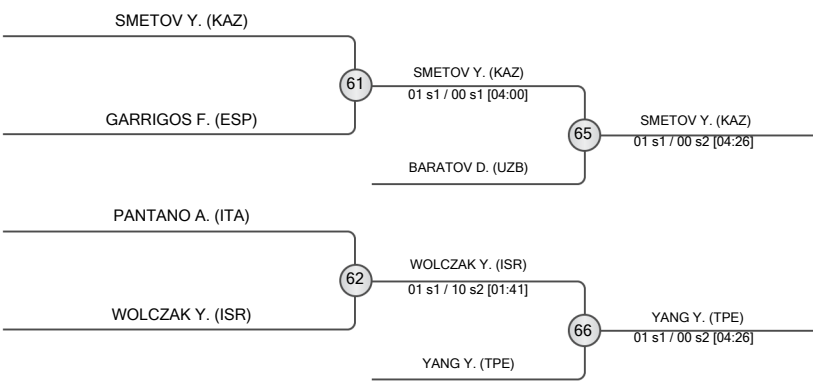 SMETOV Y. (KAZ)
61
SMETOV Y. (KAZ)
01 s1 / 00 s1 [04:00]
GARRIGOS F. (ESP)
65
SMETOV Y. (KAZ)
01 s1 / 00 s2 [04:26]
BARATOV D. (UZB)
PANTANO A. (ITA)
62
WOLCZAK Y. (ISR)
01 s1 / 10 s2 [01:41]
WOLCZAK Y. (ISR)
66
YANG Y. (TPE)
01 s1 / 00 s2 [04:26]
YANG Y. (TPE)